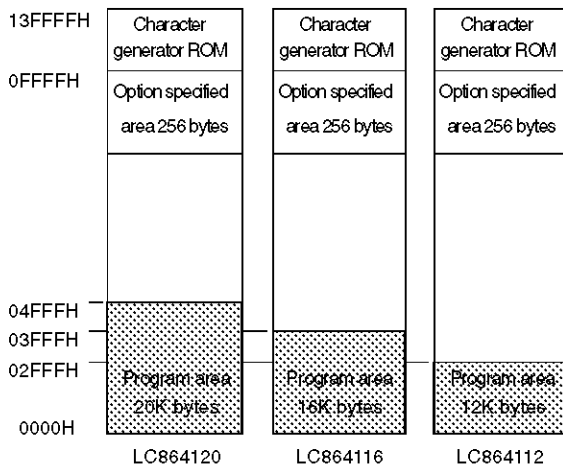 13FFFFH
0FFFFH
04FFFH
03FFFH
02FFFH
0000H
Character
generator ROM
Option specified
area 256 bytes
Program area
20K bytes
LC864120
Character
generator ROM
Option specified
area 256 bytes
Program area
16K bytes
LC864116
Character
generator ROM
Option specified
area 256 bytes
Program area
12K bytes
LC864112